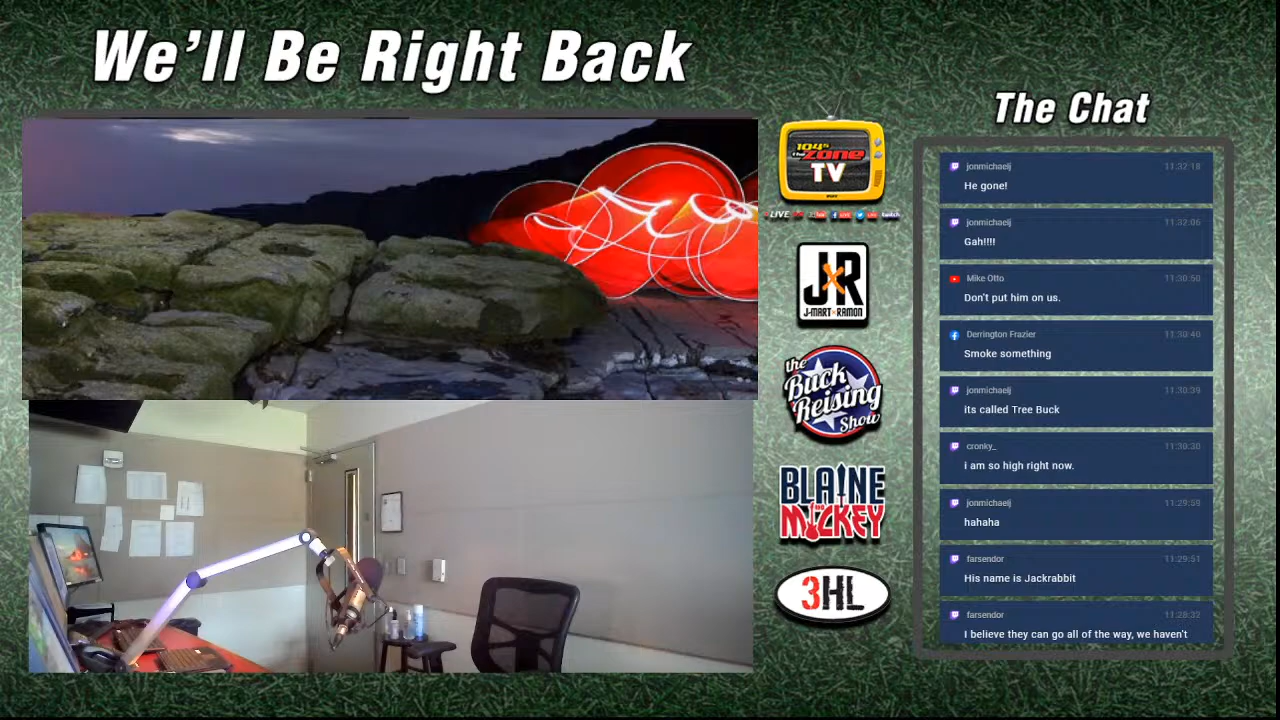 We'll Be Right Back
The Chat
104.5
the ZONE
TV
LIVE
J×R
J-MART × RAMON
the
Buck
Reising
Show
BLAINE
AND
MICKEY
3HL
jonmichaelj 11:32:18
He gone!
jonmichaelj 11:32:06
Gah!!!!
Mike Otto 11:30:50
Don't put him on us.
Derrington Frazier 11:30:40
Smoke something
jonmichaelj 11:30:39
its called Tree Buck
cronky_ 11:30:30
i am so high right now.
jonmichaelj 11:29:59
hahaha
farsendor 11:29:51
His name is Jackrabbit
farsendor 11:28:32
I believe they can go all of the way, we haven't